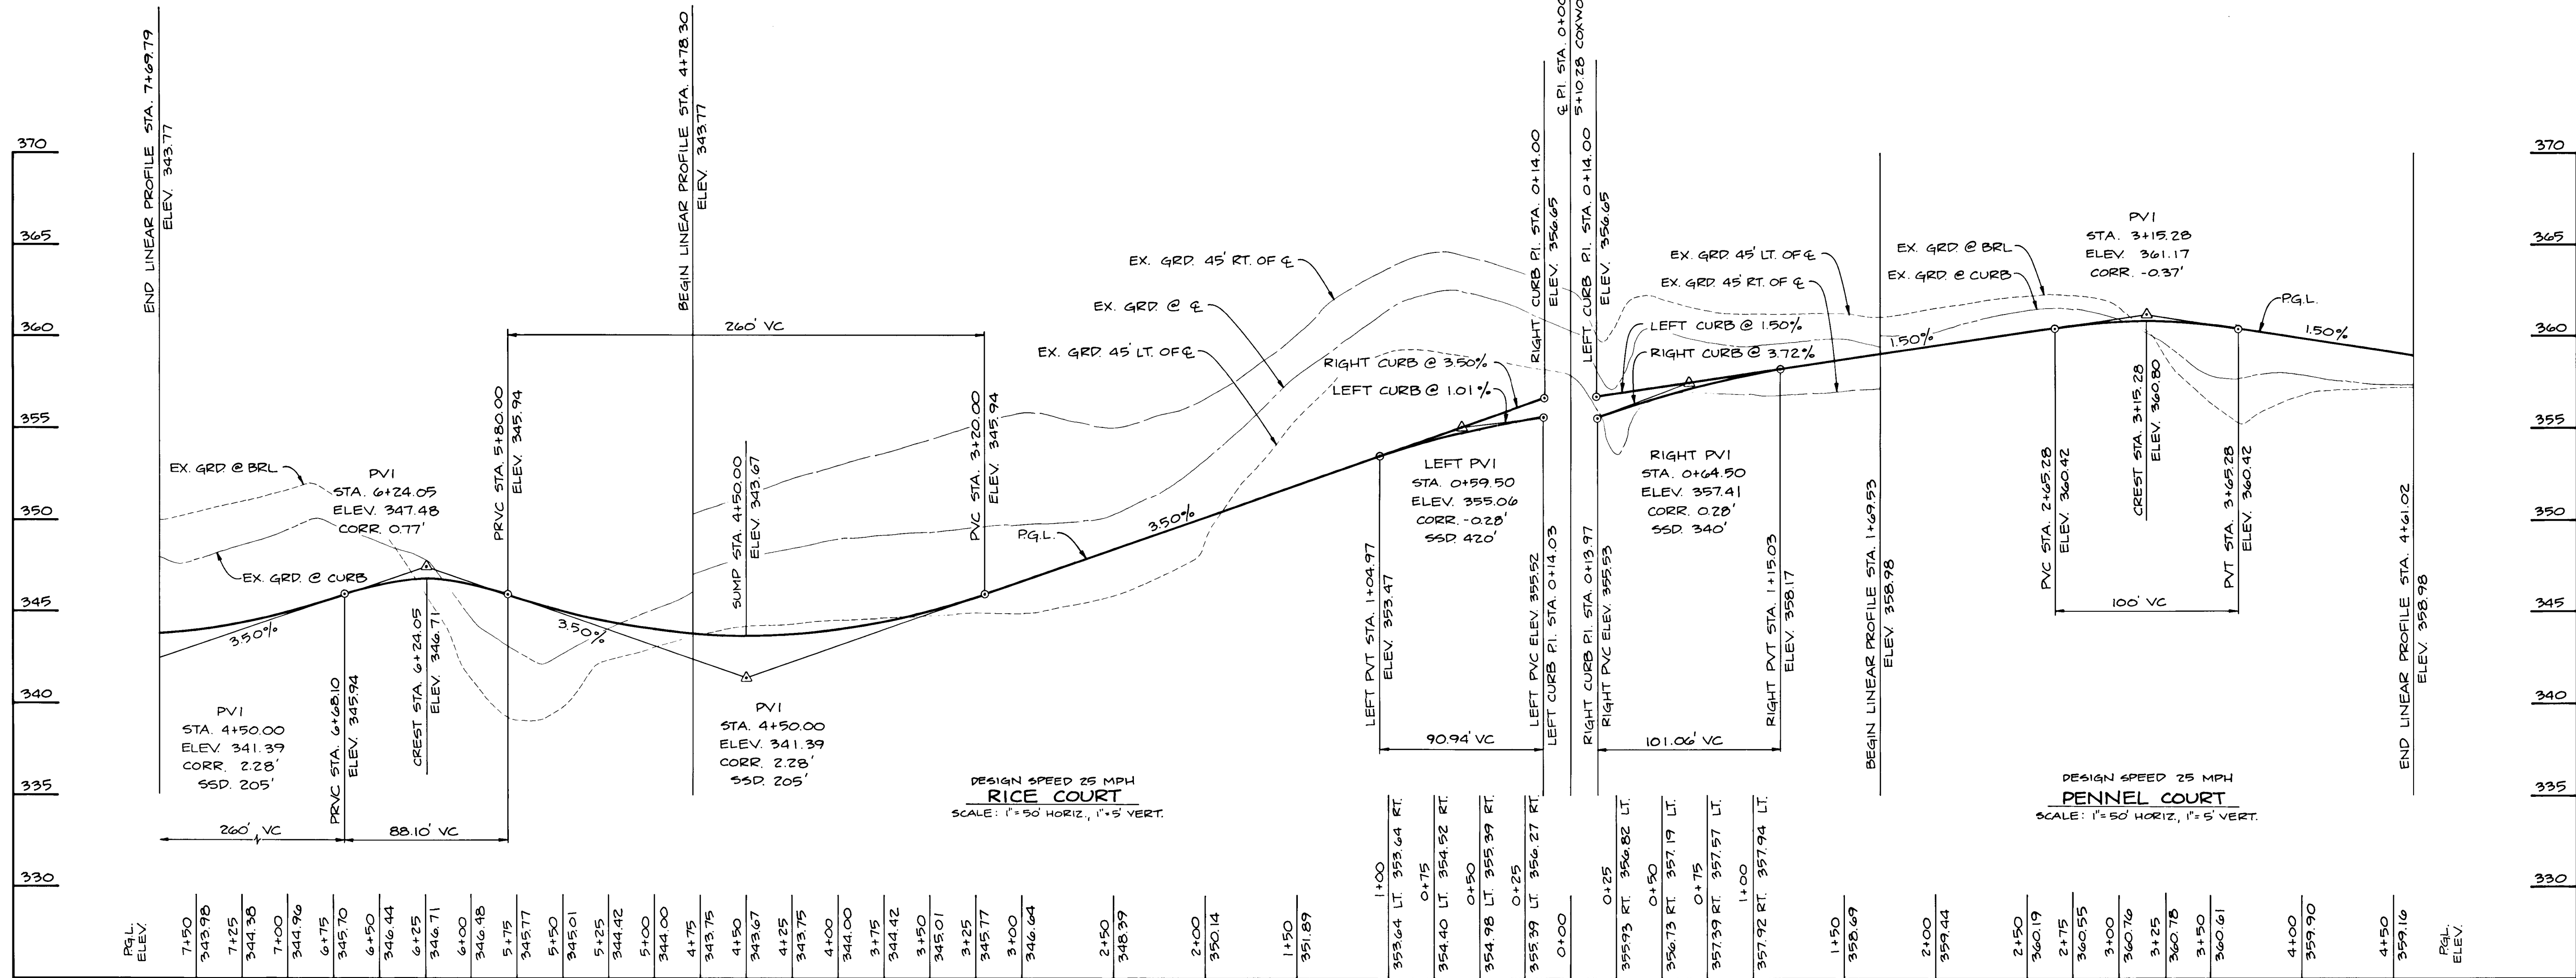 END LINEAR PROFILE STA. 7+69.79
ELEV. 343.77
BEGIN LINEAR PROFILE STA. 4+78.30
ELEV. 343.77
RIGHT CURB P.I. STA. 0+14.00
ELEV. 356.65
℄ P.I. STA. 0+00
5+10.28
LEFT CURB P.I. STA. 0+14.00
ELEV. 356.65
370
365
360
355
350
345
340
335
330
370
365
360
355
350
345
340
335
330
EX. GRD @ BRL
EX. GRD. @ CURB
PVI
STA. 6+24.05
ELEV. 347.48
CORR. 0.77'
3.50%
PVI
STA. 4+50.00
ELEV. 341.39
CORR. 2.28'
SSD. 205'
PRVC STA. 6+68.10
ELEV. 345.94
CREST STA. 6+24.05
ELEV. 346.71
PRVC STA. 5+80.00
ELEV. 345.94
260' VC
88.10' VC
260' VC
3.50%
SUMP STA. 4+50.00
ELEV. 343.67
PVI
STA. 4+50.00
ELEV. 341.39
CORR. 2.28'
SSD. 205'
PVC STA. 3+20.00
ELEV. 345.94
P.G.L.
3.50%
EX. GRD. 45' RT. OF ℄
EX. GRD. @ ℄
EX. GRD. 45' LT. OF ℄
RIGHT CURB @ 3.50%
LEFT CURB @ 1.01%
LEFT PVI
STA. 0+59.50
ELEV. 355.06
CORR. -0.28'
SSD. 420'
LEFT PVT STA. 1+04.97
ELEV. 353.47
90.94' VC
LEFT PVC ELEV. 355.52
LEFT CURB P.I. STA. 0+14.03
RIGHT CURB P.I. STA. 0+13.97
RIGHT PVC ELEV. 355.53
EX. GRD. 45' LT. OF ℄
EX. GRD. 45' RT. OF ℄
LEFT CURB @ 1.50%
RIGHT CURB @ 3.72%
RIGHT PVI
STA. 0+64.50
ELEV. 357.41
CORR. 0.28'
SSD. 340'
RIGHT PVT STA. 1+15.03
ELEV. 358.17
101.06' VC
BEGIN LINEAR PROFILE STA. 1+69.53
ELEV. 358.98
EX. GRD. @ BRL
EX. GRD @ CURB
1.50%
PVI
STA. 3+15.28
ELEV. 361.17
CORR. -0.37'
P.G.L.
1.50%
PVC STA. 2+65.28
ELEV. 360.42
CREST STA. 3+15.28
ELEV. 360.80
PVT STA. 3+65.28
ELEV. 360.42
100' VC
END LINEAR PROFILE STA. 4+61.02
ELEV. 358.98
DESIGN SPEED 25 MPH
RICE COURT
SCALE: 1"=50' HORIZ., 1"=5' VERT.
DESIGN SPEED 25 MPH
PENNEL COURT
SCALE: 1"=50' HORIZ., 1"=5' VERT.
P.G.L.
ELEV.
7+50
343.98
7+25
344.38
7+00
344.96
6+75
345.70
6+50
346.44
6+25
346.71
6+00
346.48
5+75
345.77
5+50
345.01
5+25
344.42
5+00
344.00
4+75
343.75
4+50
343.67
4+25
343.75
4+00
344.00
3+75
344.42
3+50
345.01
3+25
345.77
3+00
346.64
2+50
348.39
2+00
350.14
1+50
351.89
1+00
353.64 LT. 353.64 RT.
0+75
354.40 LT. 354.52 RT.
0+50
354.98 LT. 355.39 RT.
0+25
355.39 LT. 356.27 RT.
0+00
0+25
355.93 RT. 356.82 LT.
0+50
356.73 RT. 357.19 LT.
0+75
357.39 RT. 357.57 LT.
1+00
357.92 RT. 357.94 LT.
1+50
358.69
2+00
359.44
2+50
360.19
2+75
360.55
3+00
360.76
3+25
360.78
3+50
360.61
4+00
359.90
4+50
359.16
P.G.L.
ELEV.